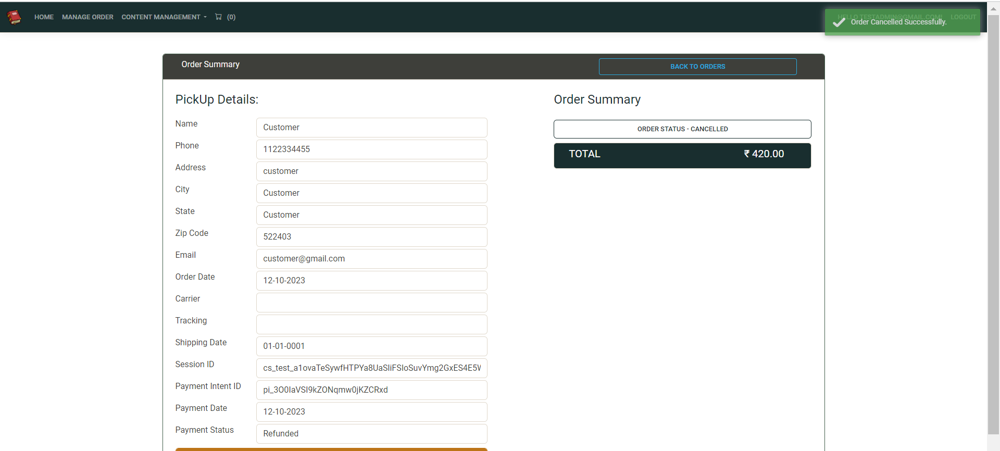 HOME MANAGE ORDER CONTENT MANAGEMENT (0) HELLO TESTADMIN@GMAIL.COM! LOGOUT
Order Cancelled Successfully.
Order Summary BACK TO ORDERS
PickUp Details:
Name Customer
Phone 1122334455
Address customer
City Customer
State Customer
Zip Code 522403
Email customer@gmail.com
Order Date 12-10-2023
Carrier
Tracking
Shipping Date 01-01-0001
Session ID
Payment Intent ID pi_3O0IaVSI9kZONqmw0jKZCRxd
Payment Date 12-10-2023
Payment Status Refunded
Order Summary
ORDER STATUS - CANCELLED
TOTAL ₹ 420.00